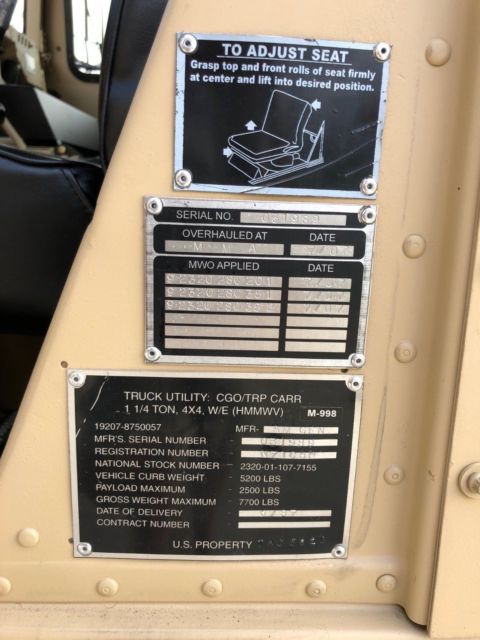 TO ADJUST SEAT
Grasp top and front rolls of seat firmly
at center and lift into desired position.
SERIAL NO. 031938
OVERHAULED AT DATE
M M A
MWO APPLIED DATE
TRUCK UTILITY: CGO/TRP CARR
1 1/4 TON, 4X4, W/E (HMMWV) M-998
19207-8750057 MFR- AM GEN
MFR'S. SERIAL NUMBER
REGISTRATION NUMBER
NATIONAL STOCK NUMBER - 2320-01-107-7155
VEHICLE CURB WEIGHT - 5200 LBS
PAYLOAD MAXIMUM - 2500 LBS
GROSS WEIGHT MAXIMUM - 7700 LBS
DATE OF DELIVERY
CONTRACT NUMBER
U.S. PROPERTY